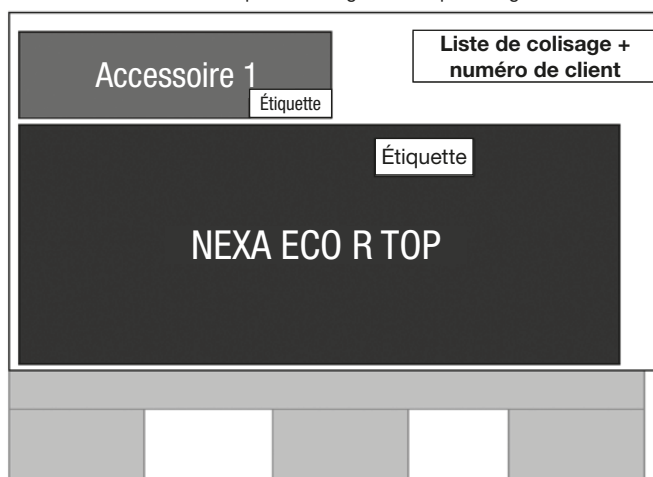 Accessoire 1
Étiquette
Liste de colisage +
numéro de client
Étiquette
NEXA ECO R TOP